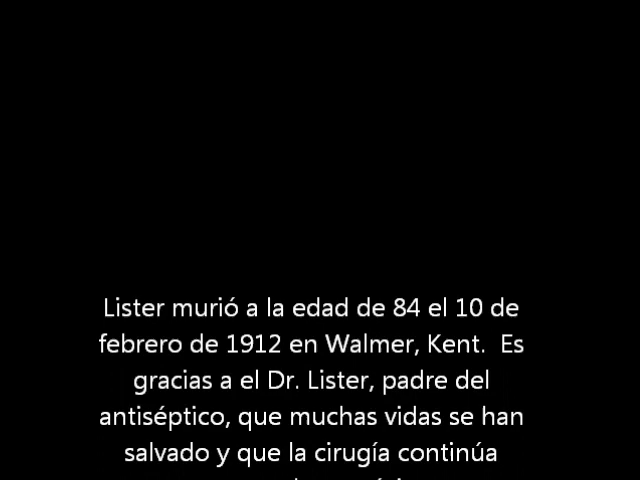 Lister murió a la edad de 84 el 10 de
febrero de 1912 en Walmer, Kent.  Es
gracias a el Dr. Lister, padre del
antiséptico, que muchas vidas se han
salvado y que la cirugía continúa